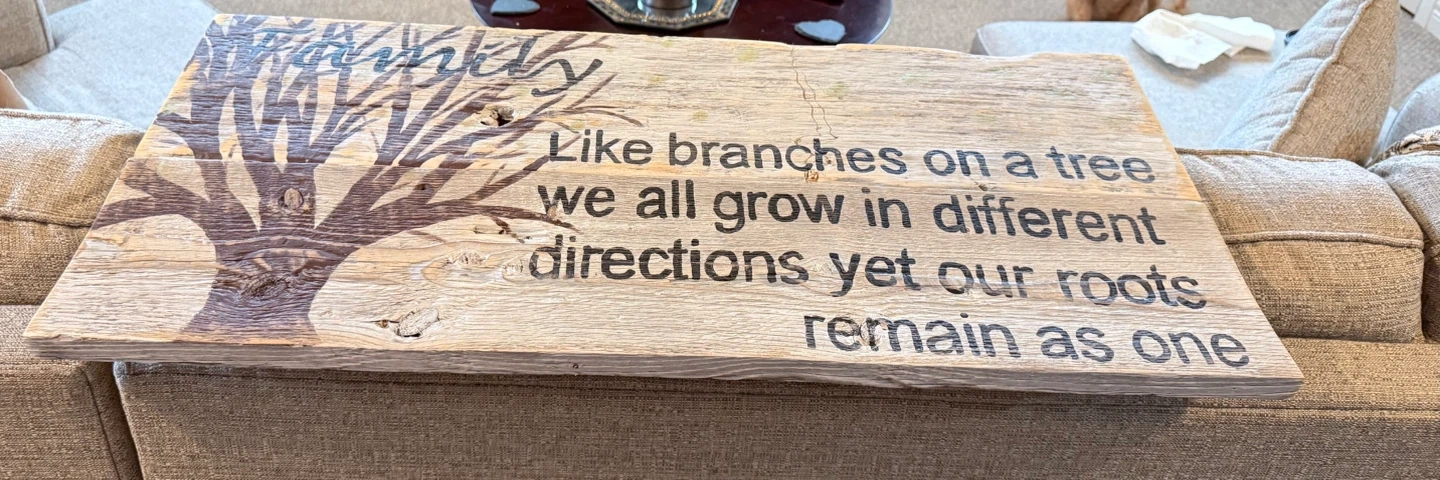 Family
Like branches on a tree
we all grow in different
directions yet our roots
remain as one